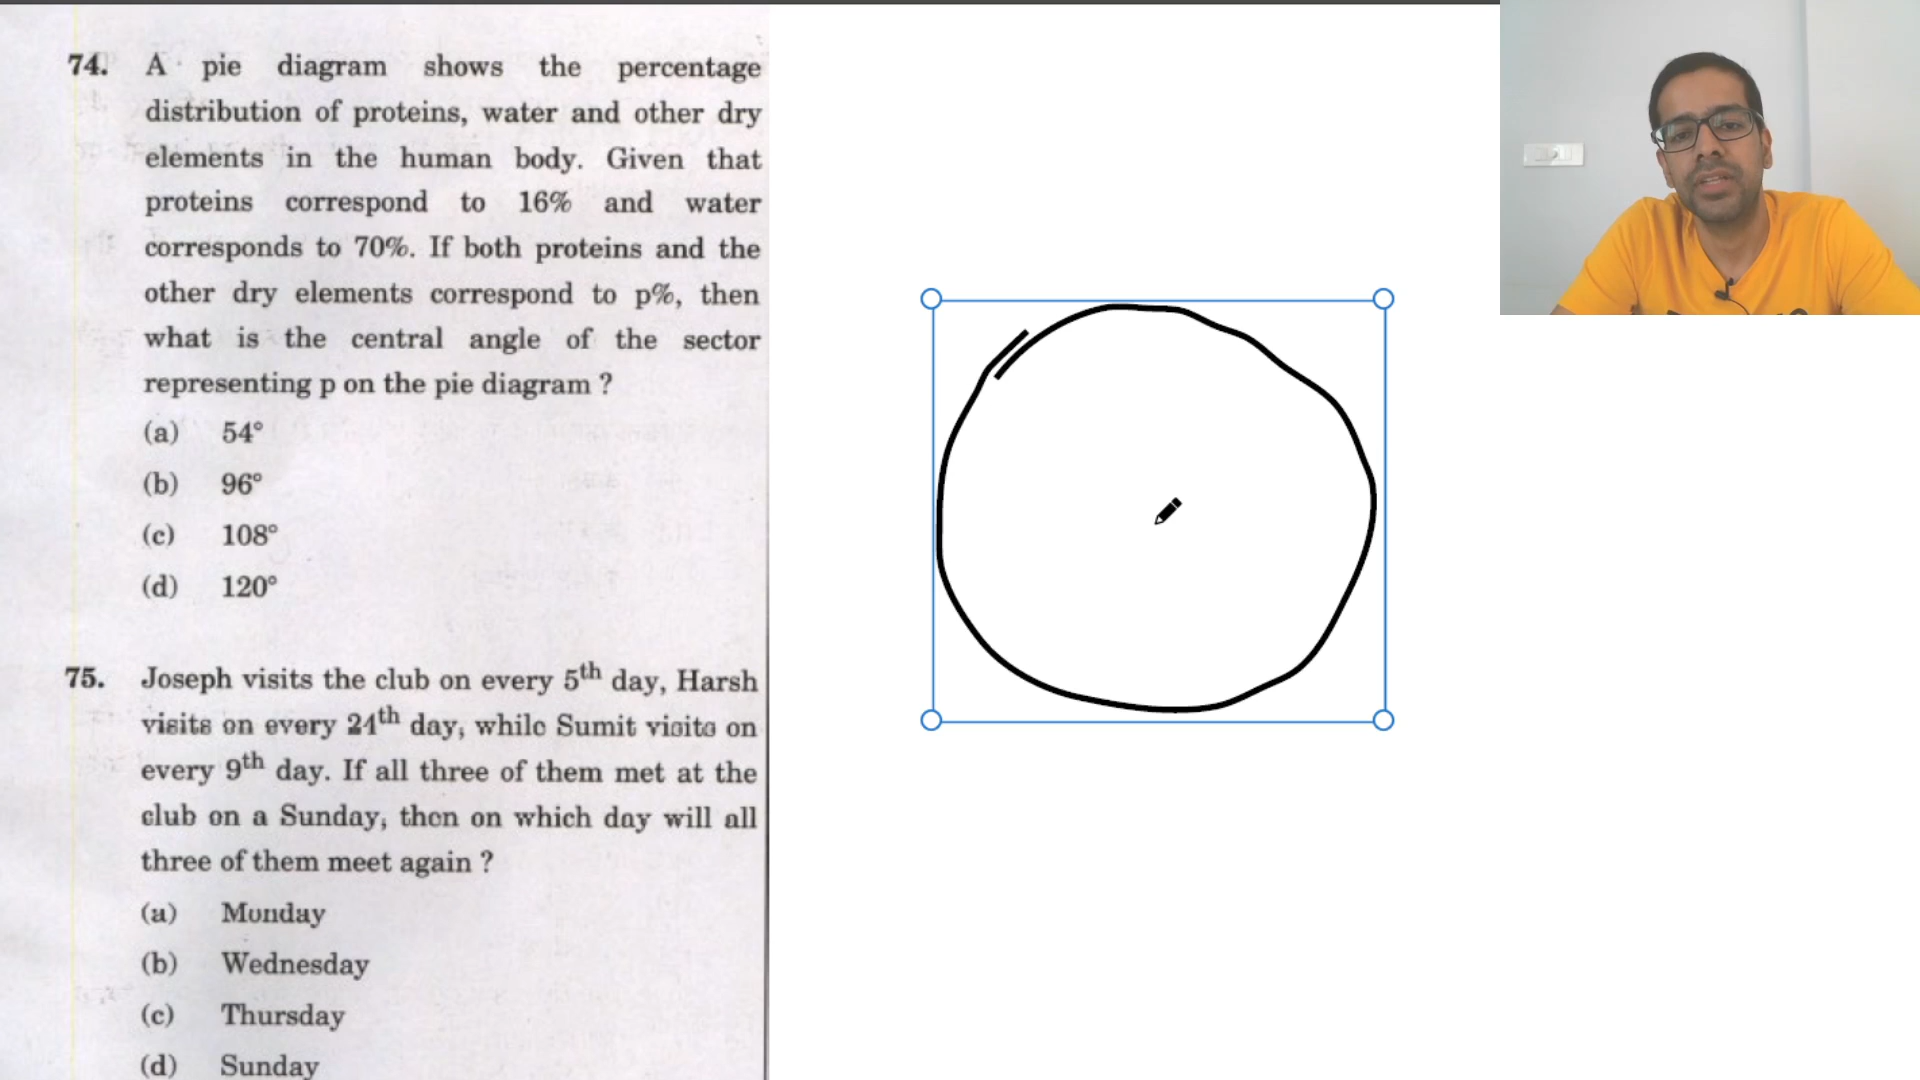 74. A pie diagram shows the percentage
distribution of proteins, water and other dry
elements in the human body. Given that
proteins correspond to 16% and water
corresponds to 70%. If both proteins and the
other dry elements correspond to p%, then
what is the central angle of the sector
representing p on the pie diagram ?
(a) 54°
(b) 96°
(c) 108°
(d) 120°
75. Joseph visits the club on every 5th day, Harsh
visits on every 24th day, while Sumit visits on
every 9th day. If all three of them met at the
club on a Sunday, then on which day will all
three of them meet again ?
(a) Monday
(b) Wednesday
(c) Thursday
(d) Sunday